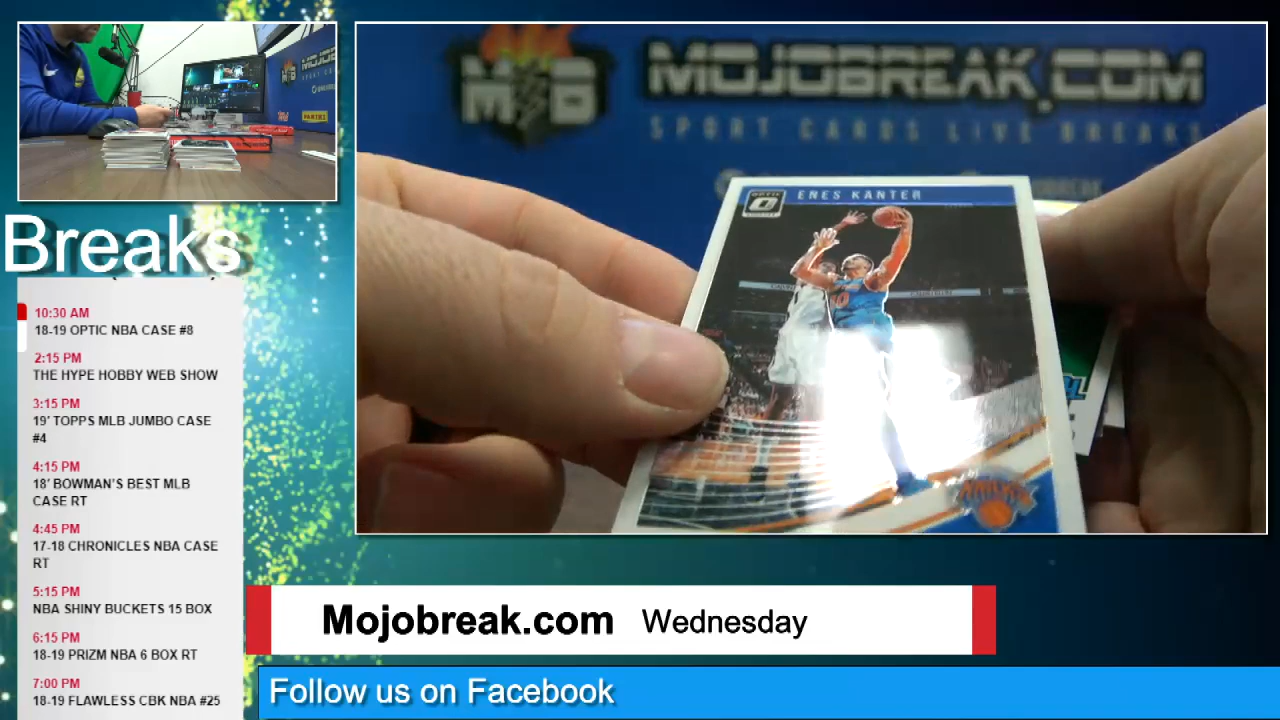 MOJOBREAK.COM
SPORT CARDS LIVE BREAKS
MB
OPTIC
ENES KANTER
Breaks
10:30 AM
18-19 OPTIC NBA CASE #8
2:15 PM
THE HYPE HOBBY WEB SHOW
3:15 PM
19' TOPPS MLB JUMBO CASE
#4
4:15 PM
18' BOWMAN'S BEST MLB
CASE RT
4:45 PM
17-18 CHRONICLES NBA CASE
RT
5:15 PM
NBA SHINY BUCKETS 15 BOX
6:15 PM
18-19 PRIZM NBA 6 BOX RT
7:00 PM
18-19 FLAWLESS CBK NBA #25
Mojobreak.com Wednesday
Follow us on Facebook